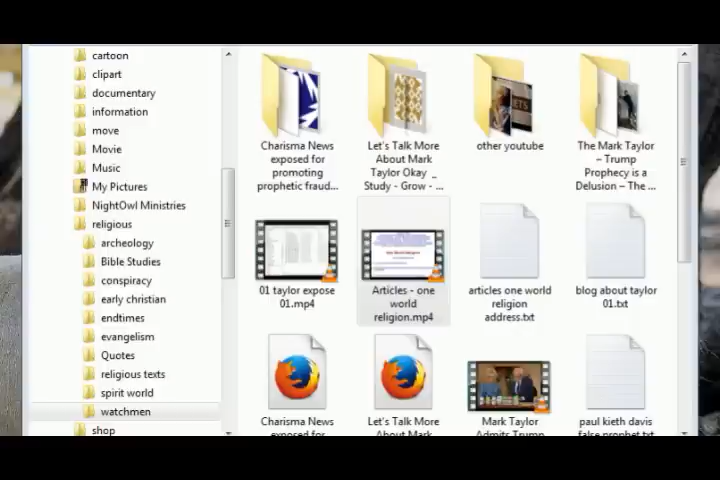 cartoon
clipart
documentary
information
move
Movie
Music
My Pictures
NightOwl Ministries
religious
archeology
Bible Studies
conspiracy
early christian
endtimes
evangelism
Quotes
religious texts
spirit world
watchmen
shop
Charisma News
exposed for
promoting
prophetic fraud...
Let's Talk More
About Mark
Taylor Okay _
Study - Grow - ...
other youtube
The Mark Taylor
– Trump
Prophecy is a
Delusion – The ...
01 taylor expose
01.mp4
Articles - one
world
religion.mp4
articles one world
religion
address.txt
blog about taylor
01.txt
Charisma News
exposed for
Let's Talk More
About Mark
Mark Taylor
Admits Trump
paul kieth davis
false prophet.txt